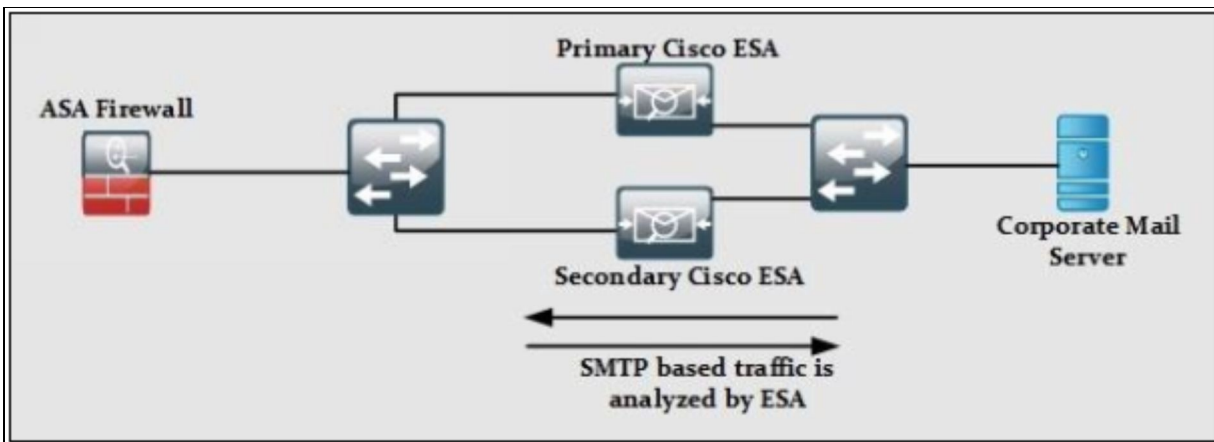 Primary Cisco ESA
ASA Firewall
Corporate Mail
Server
Secondary Cisco ESA
SMTP based traffic is
analyzed by ESA